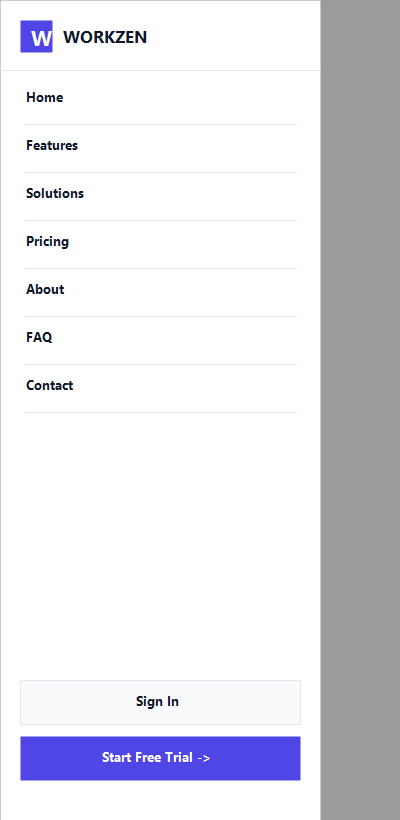 W WORKZEN
Home
Features
Solutions
Pricing
About
FAQ
Contact
Sign In
Start Free Trial ->